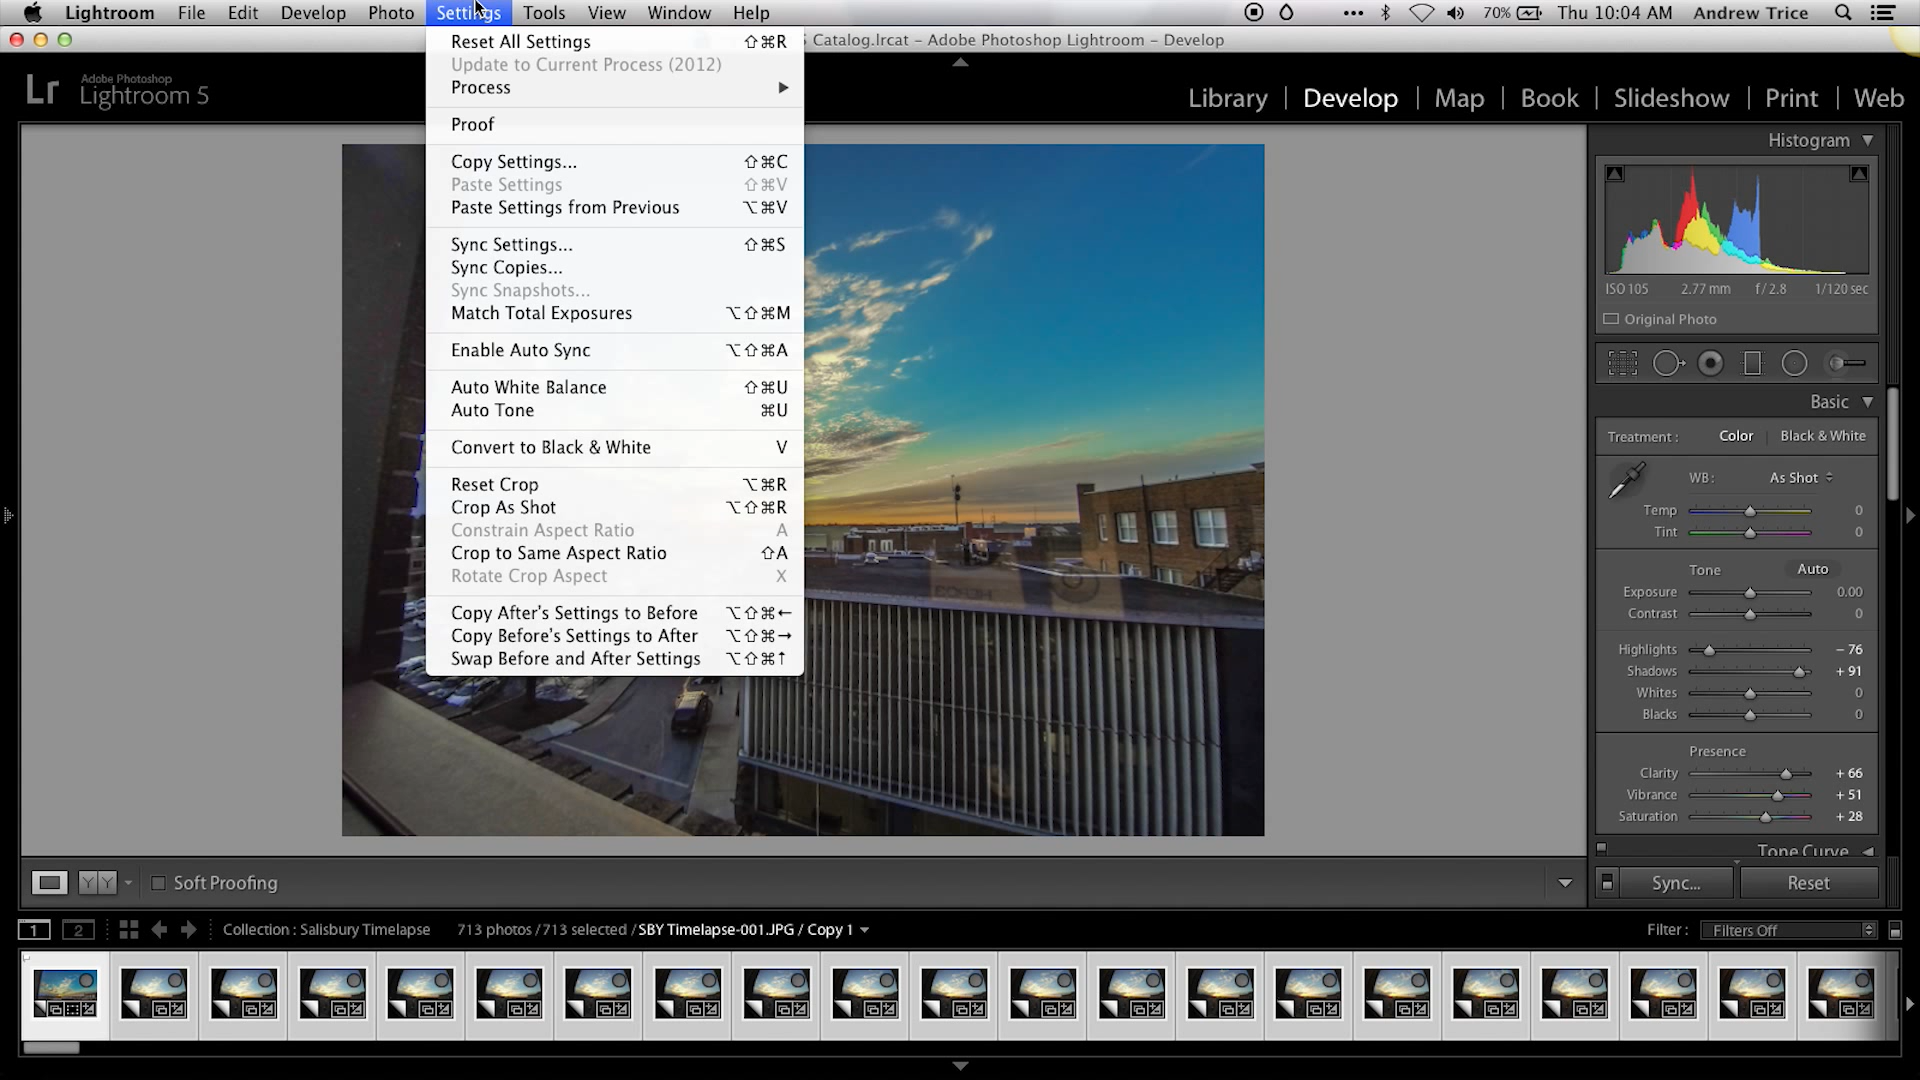 Lightroom File Edit Develop Photo Settings Tools View Window Help 70% Thu 10:04 AM Andrew Trice
Catalog.lrcat – Adobe Photoshop Lightroom – Develop
Lr Adobe Photoshop
Lightroom 5
Library Develop Map Book Slideshow Print Web
Reset All Settings ⇧⌘R
Update to Current Process (2012)
Process ▶
Proof
Copy Settings... ⇧⌘C
Paste Settings ⇧⌘V
Paste Settings from Previous ⌥⌘V
Sync Settings... ⇧⌘S
Sync Copies...
Sync Snapshots...
Match Total Exposures ⌥⇧⌘M
Enable Auto Sync ⌥⇧⌘A
Auto White Balance ⇧⌘U
Auto Tone ⌘U
Convert to Black & White V
Reset Crop ⌥⌘R
Crop As Shot ⌥⇧⌘R
Constrain Aspect Ratio A
Crop to Same Aspect Ratio ⇧A
Rotate Crop Aspect X
Copy After's Settings to Before ⌥⇧⌘←
Copy Before's Settings to After ⌥⇧⌘→
Swap Before and After Settings ⌥⇧⌘↑
Histogram
ISO 105 2.77 mm f / 2.8 1/120 sec
Original Photo
Basic
Treatment : Color Black & White
WB : As Shot
Temp 0
Tint 0
Tone Auto
Exposure 0.00
Contrast 0
Highlights – 76
Shadows + 91
Whites 0
Blacks 0
Presence
Clarity + 66
Vibrance + 51
Saturation + 28
Tone Curve
Sync... Reset
Y Y Soft Proofing
1 2 Collection : Salisbury Timelapse 713 photos / 713 selected / SBY Timelapse-001.JPG / Copy 1 Filter : Filters Off